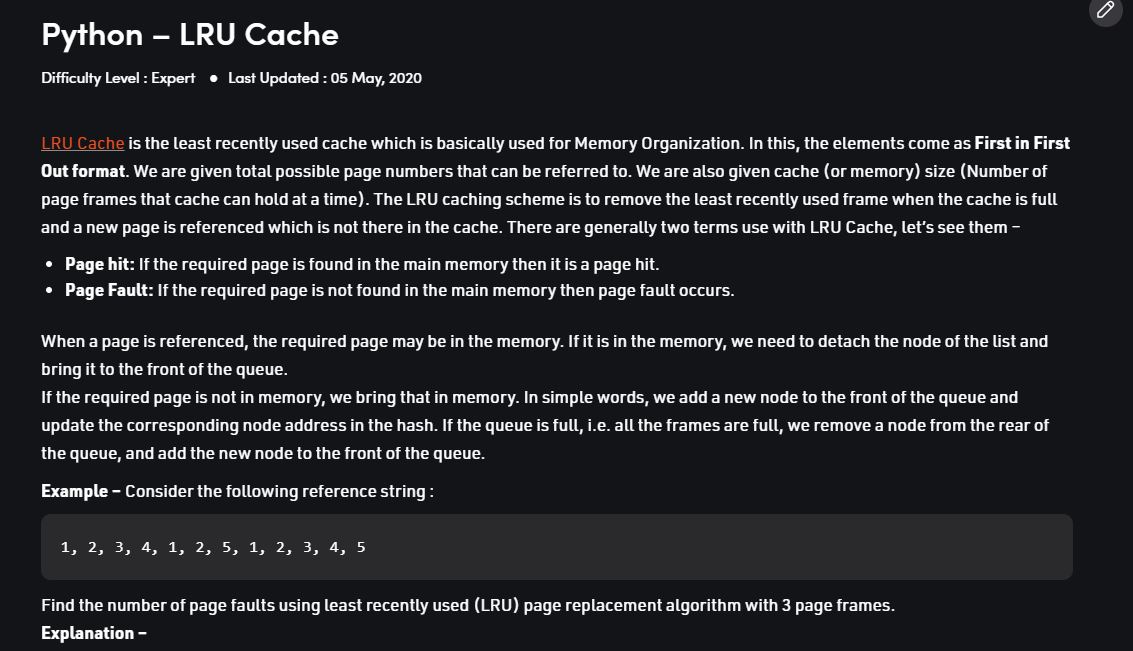 Python – LRU Cache
Difficulty Level : Expert ● Last Updated : 05 May, 2020
LRU Cache is the least recently used cache which is basically used for Memory Organization. In this, the elements come as First in First
Out format. We are given total possible page numbers that can be referred to. We are also given cache (or memory) size (Number of
page frames that cache can hold at a time). The LRU caching scheme is to remove the least recently used frame when the cache is full
and a new page is referenced which is not there in the cache. There are generally two terms use with LRU Cache, let's see them –
• Page hit: If the required page is found in the main memory then it is a page hit.
• Page Fault: If the required page is not found in the main memory then page fault occurs.
When a page is referenced, the required page may be in the memory. If it is in the memory, we need to detach the node of the list and
bring it to the front of the queue.
If the required page is not in memory, we bring that in memory. In simple words, we add a new node to the front of the queue and
update the corresponding node address in the hash. If the queue is full, i.e. all the frames are full, we remove a node from the rear of
the queue, and add the new node to the front of the queue.
Example – Consider the following reference string :
1, 2, 3, 4, 1, 2, 5, 1, 2, 3, 4, 5
Find the number of page faults using least recently used (LRU) page replacement algorithm with 3 page frames.
Explanation –